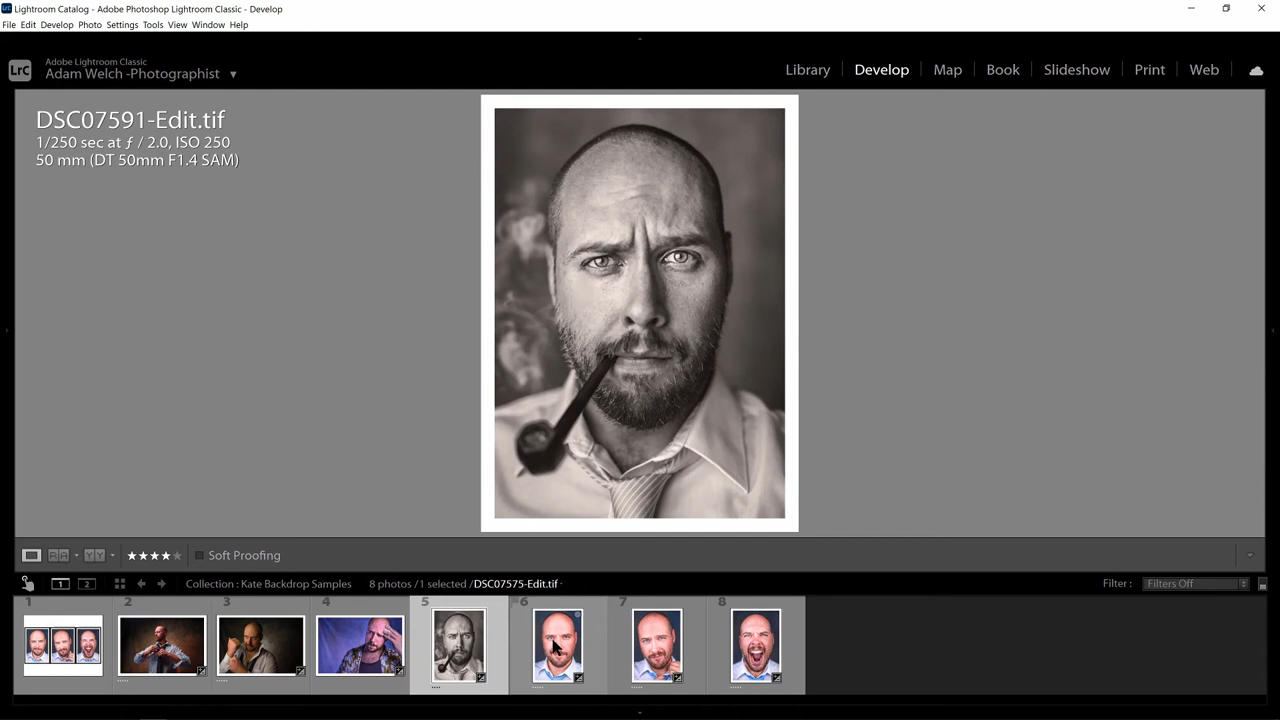 Lightroom Catalog - Adobe Photoshop Lightroom Classic - Develop
File Edit Develop Photo Settings Tools View Window Help
LrC
Adobe Lightroom Classic
Adam Welch -Photographist
Library Develop Map Book Slideshow Print Web
DSC07591-Edit.tif
1/250 sec at ƒ / 2.0, ISO 250
50 mm (DT 50mm F1.4 SAM)
Soft Proofing
1 2 Collection : Kate Backdrop Samples 8 photos /1 selected /DSC07575-Edit.tif Filter : Filters Off
1 2 3 4 5 6 7 8